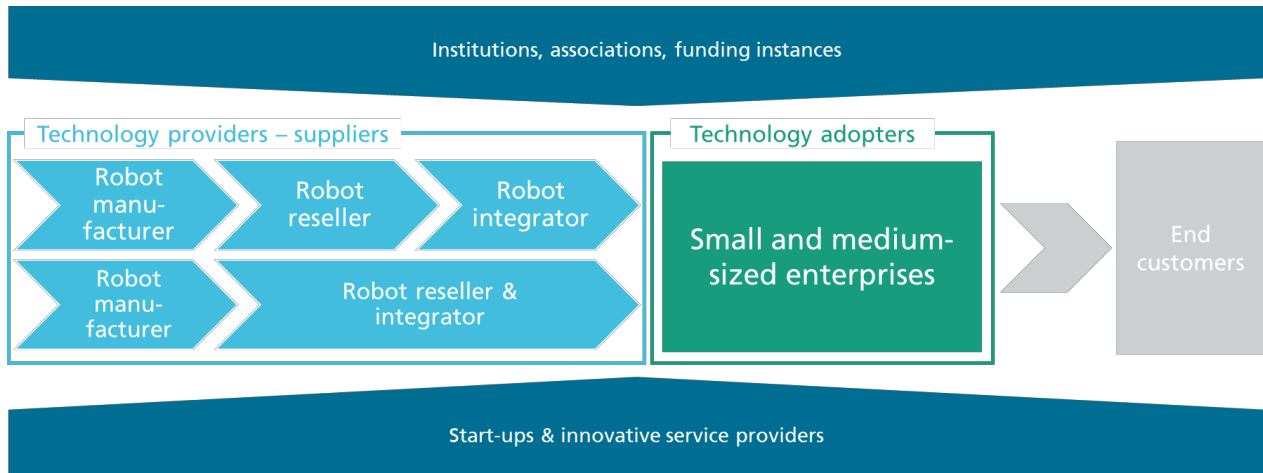 Institutions, associations, funding instances
Technology providers – suppliers
Technology adopters
Robot
manu-
facturer
Robot
reseller
Robot
integrator
Robot
manu-
facturer
Robot reseller &
integrator
Small and medium-
sized enterprises
End
customers
Start-ups & innovative service providers